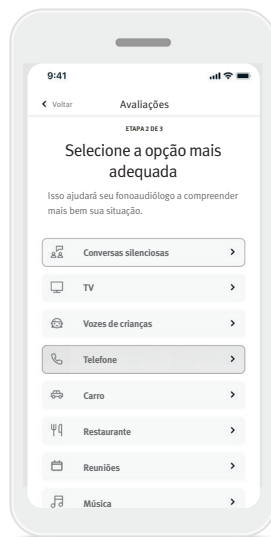 9:41
Voltar
Avaliações
ETAPA 2 DE 3
Selecione a opção mais
adequada
Isso ajudará seu fonoaudiólogo a compreender
mais bem sua situação.
Conversas silenciosas
TV
Vozes de crianças
Telefone
Carro
Restaurante
Reuniões
Música